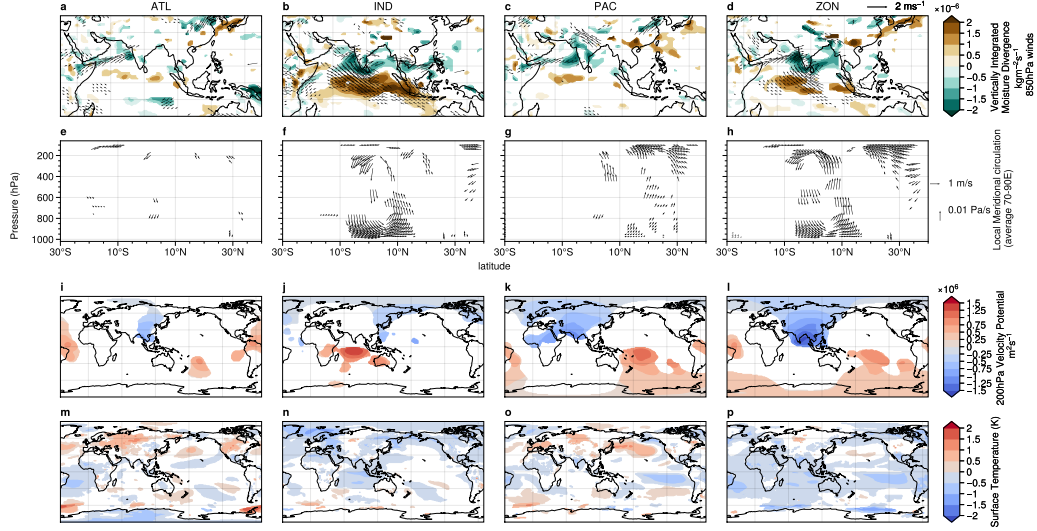 a ATL
b IND
c PAC
d ZON
2 ms⁻¹
×10⁻⁶
2
1.5
1
0.5
0
−0.5
−1
−1.5
−2
Vertically Integrated
Moisture Divergence
kgm⁻²s⁻¹
850hPa winds
e
f
g
h
Pressure (hPa)
200
400
600
800
1000
30°S 10°S 10°N 30°N
30°S 10°S 10°N 30°N
30°S 10°S 10°N 30°N
30°S 10°S 10°N 30°N
latitude
1 m/s
0.01 Pa/s
Local Meridional circulation
(average 70-90E)
i
j
k
l
×10⁶
1.5
1.25
0.75
0.5
0.25
−0.25
−0.5
−0.75
−1.25
−1.5
200hPa Velocity Potential
m²s⁻¹
m
n
o
p
2
1.5
1
0.5
0
−0.5
−1
−1.5
−2
Surface Temperature (K)